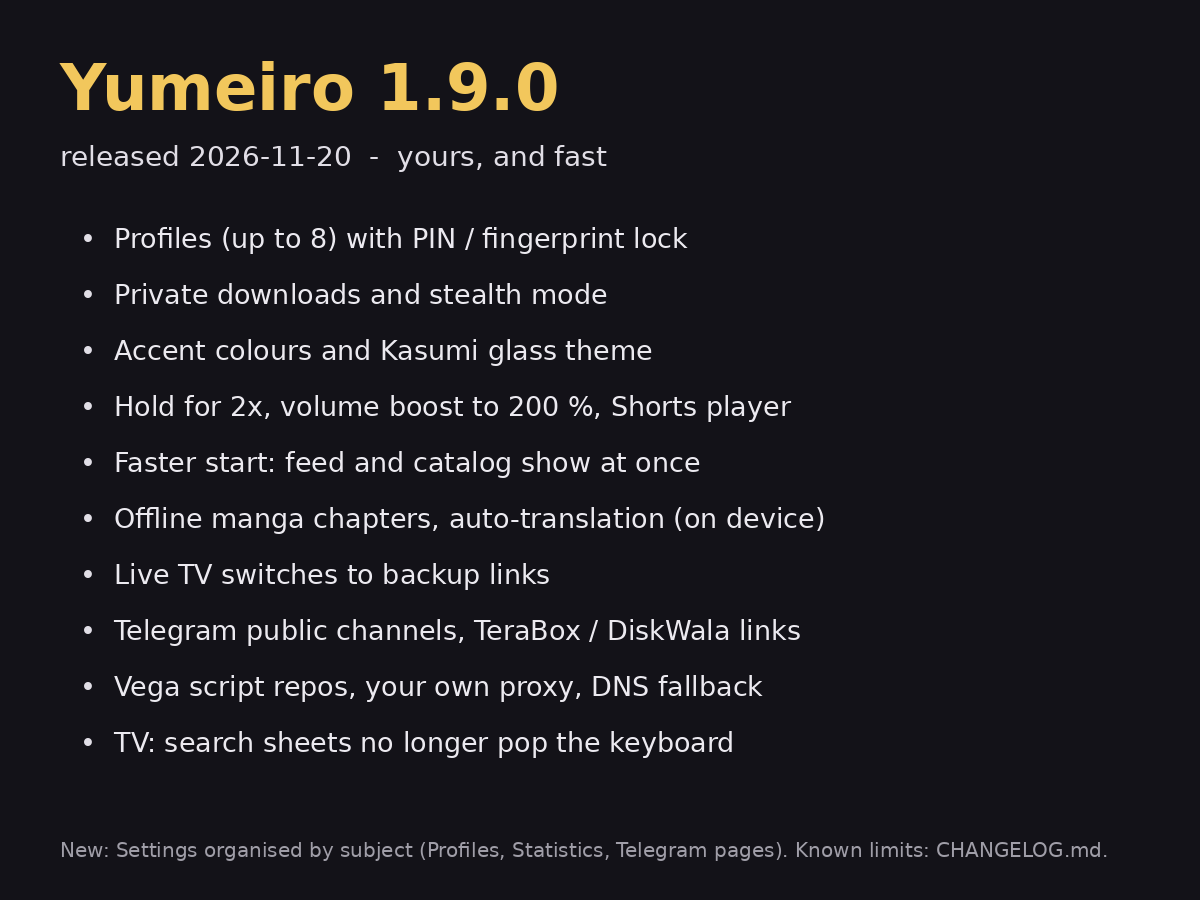 Yumeiro 1.9.0
released 2026-11-20  -  yours, and fast
• Profiles (up to 8) with PIN / fingerprint lock
• Private downloads and stealth mode
• Accent colours and Kasumi glass theme
• Hold for 2x, volume boost to 200 %, Shorts player
• Faster start: feed and catalog show at once
• Offline manga chapters, auto-translation (on device)
• Live TV switches to backup links
• Telegram public channels, TeraBox / DiskWala links
• Vega script repos, your own proxy, DNS fallback
• TV: search sheets no longer pop the keyboard
New: Settings organised by subject (Profiles, Statistics, Telegram pages). Known limits: CHANGELOG.md.